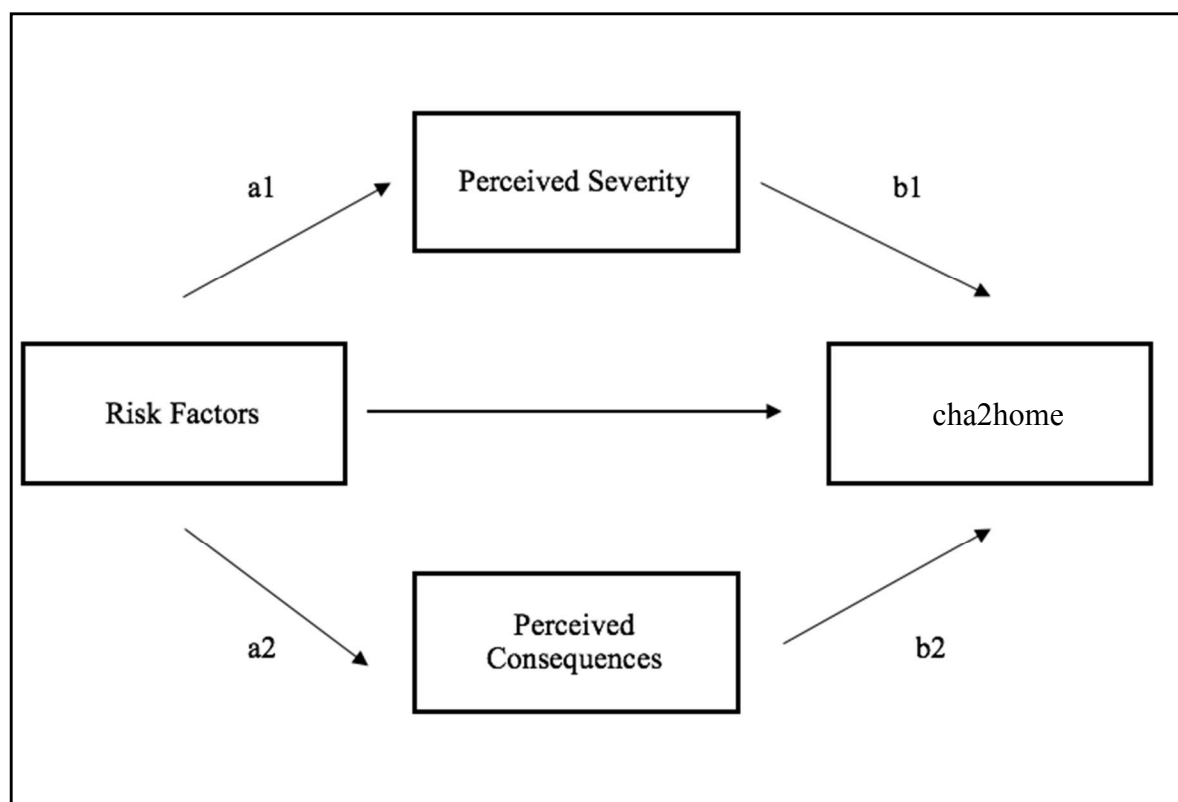 Perceived Severity
a1
b1
Risk Factors
cha2home
Perceived
Consequences
a2
b2